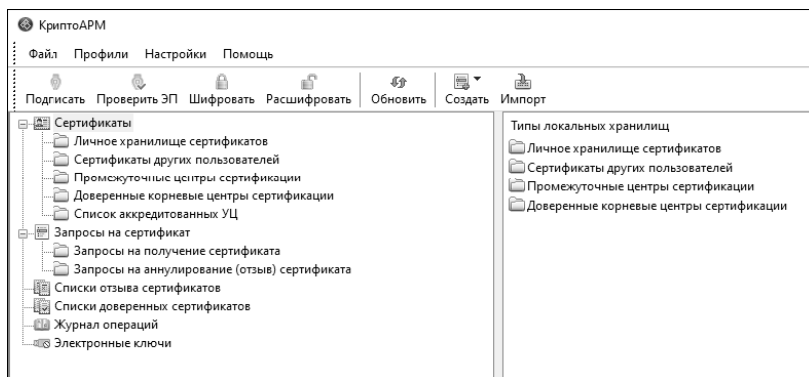 КриптоАРМ
Файл Профили Настройки Помощь
Подписать Проверить ЭП Шифровать Расшифровать Обновить Создать Импорт
Сертификаты
Личное хранилище сертификатов
Сертификаты других пользователей
Промежуточные центры сертификации
Доверенные корневые центры сертификации
Список аккредитованных УЦ
Запросы на сертификат
Запросы на получение сертификата
Запросы на аннулирование (отзыв) сертификата
Списки отзыва сертификатов
Списки доверенных сертификатов
Журнал операций
Электронные ключи
Типы локальных хранилищ
Личное хранилище сертификатов
Сертификаты других пользователей
Промежуточные центры сертификации
Доверенные корневые центры сертификации